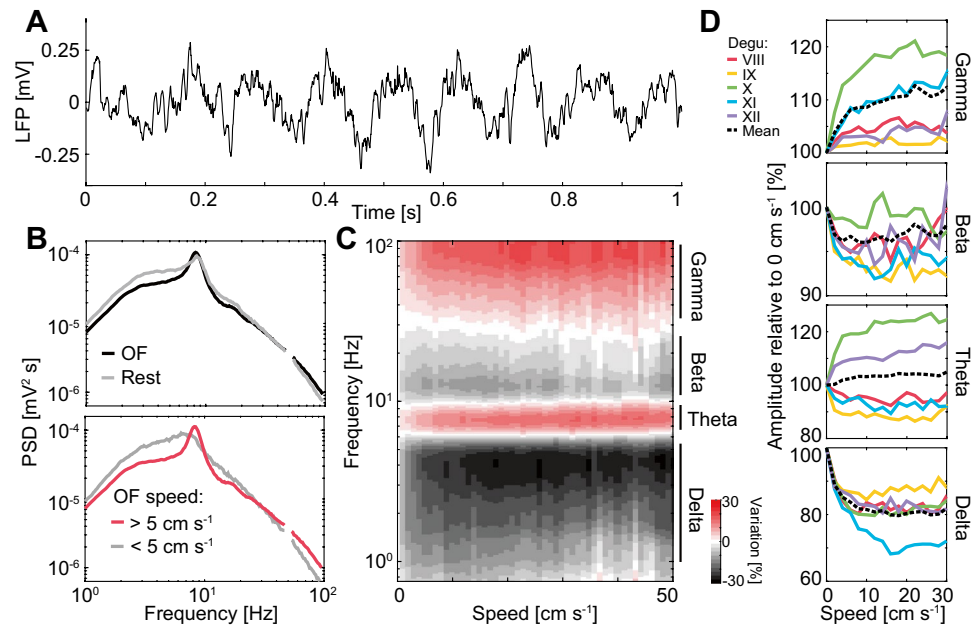 A
LFP [mV]
0.25
0
-0.25
0
0.2
0.4
0.6
0.8
1
Time [s]
B
10⁻⁴
10⁻⁵
10⁻⁶
OF
Rest
PSD [mV² s]
10⁻⁴
10⁻⁵
10⁻⁶
OF speed:
> 5 cm s⁻¹
< 5 cm s⁻¹
10⁰
10¹
10²
Frequency [Hz]
C
Frequency [Hz]
10²
10¹
10⁰
Gamma
Beta
Theta
Delta
0
50
Speed [cm s⁻¹]
30
0
-30
Variation [%]
D
Degu:
VIII
IX
X
XI
XII
Mean
Amplitude relative to 0 cm s⁻¹ [%]
120
110
100
Gamma
100
90
Beta
120
100
80
Theta
100
80
60
Delta
0
10
20
30
Speed [cm s⁻¹]